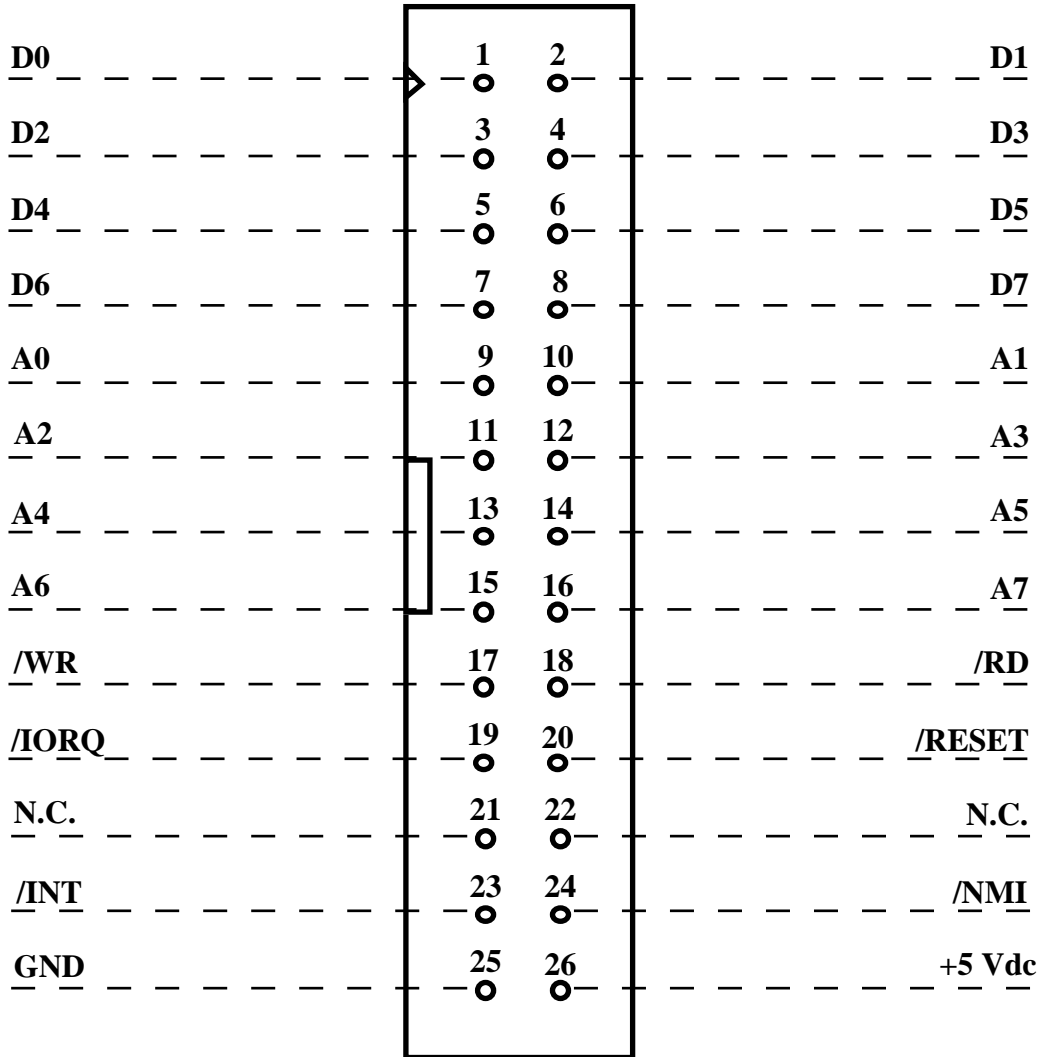 D0 1 2 D1
D2 3 4 D3
D4 5 6 D5
D6 7 8 D7
A0 9 10 A1
A2 11 12 A3
A4 13 14 A5
A6 15 16 A7
/WR 17 18 /RD
/IORQ 19 20 /RESET
N.C. 21 22 N.C.
/INT 23 24 /NMI
GND 25 26 +5 Vdc